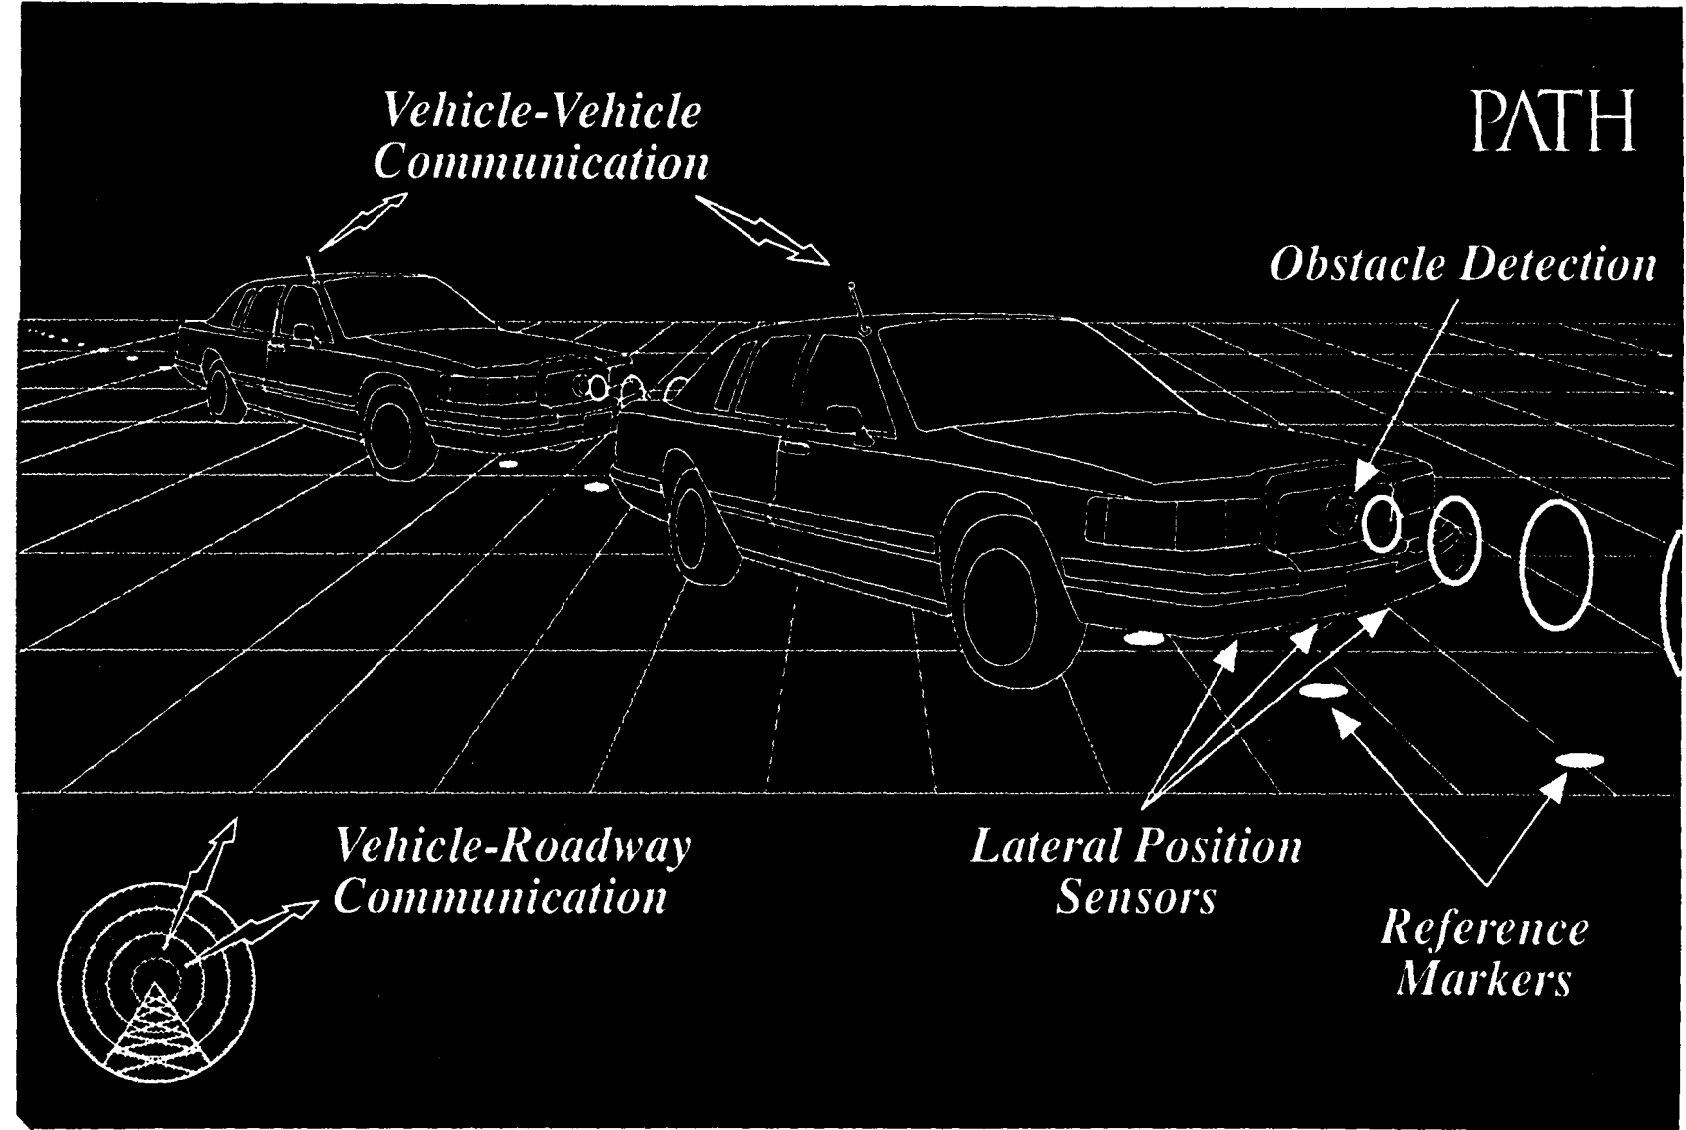 Vehicle-Vehicle
Communication
PATH
Obstacle Detection
Vehicle-Roadway
Communication
Lateral Position
Sensors
Reference
Markers